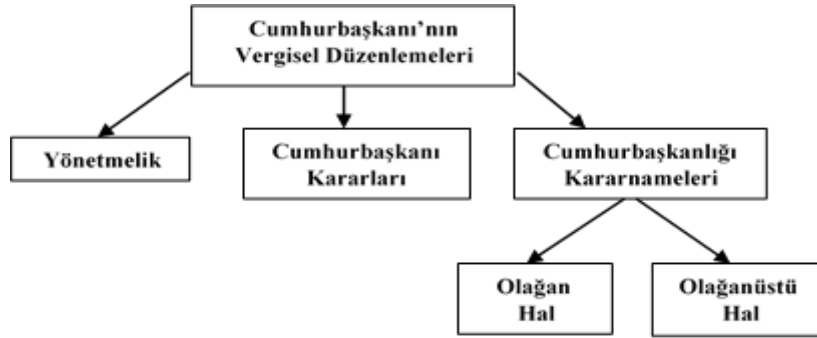 Cumhurbaşkanı’nın
Vergisel Düzenlemeleri
Yönetmelik
Cumhurbaşkanı
Kararları
Cumhurbaşkanlığı
Kararnameleri
Olağan
Hal
Olağanüstü
Hal